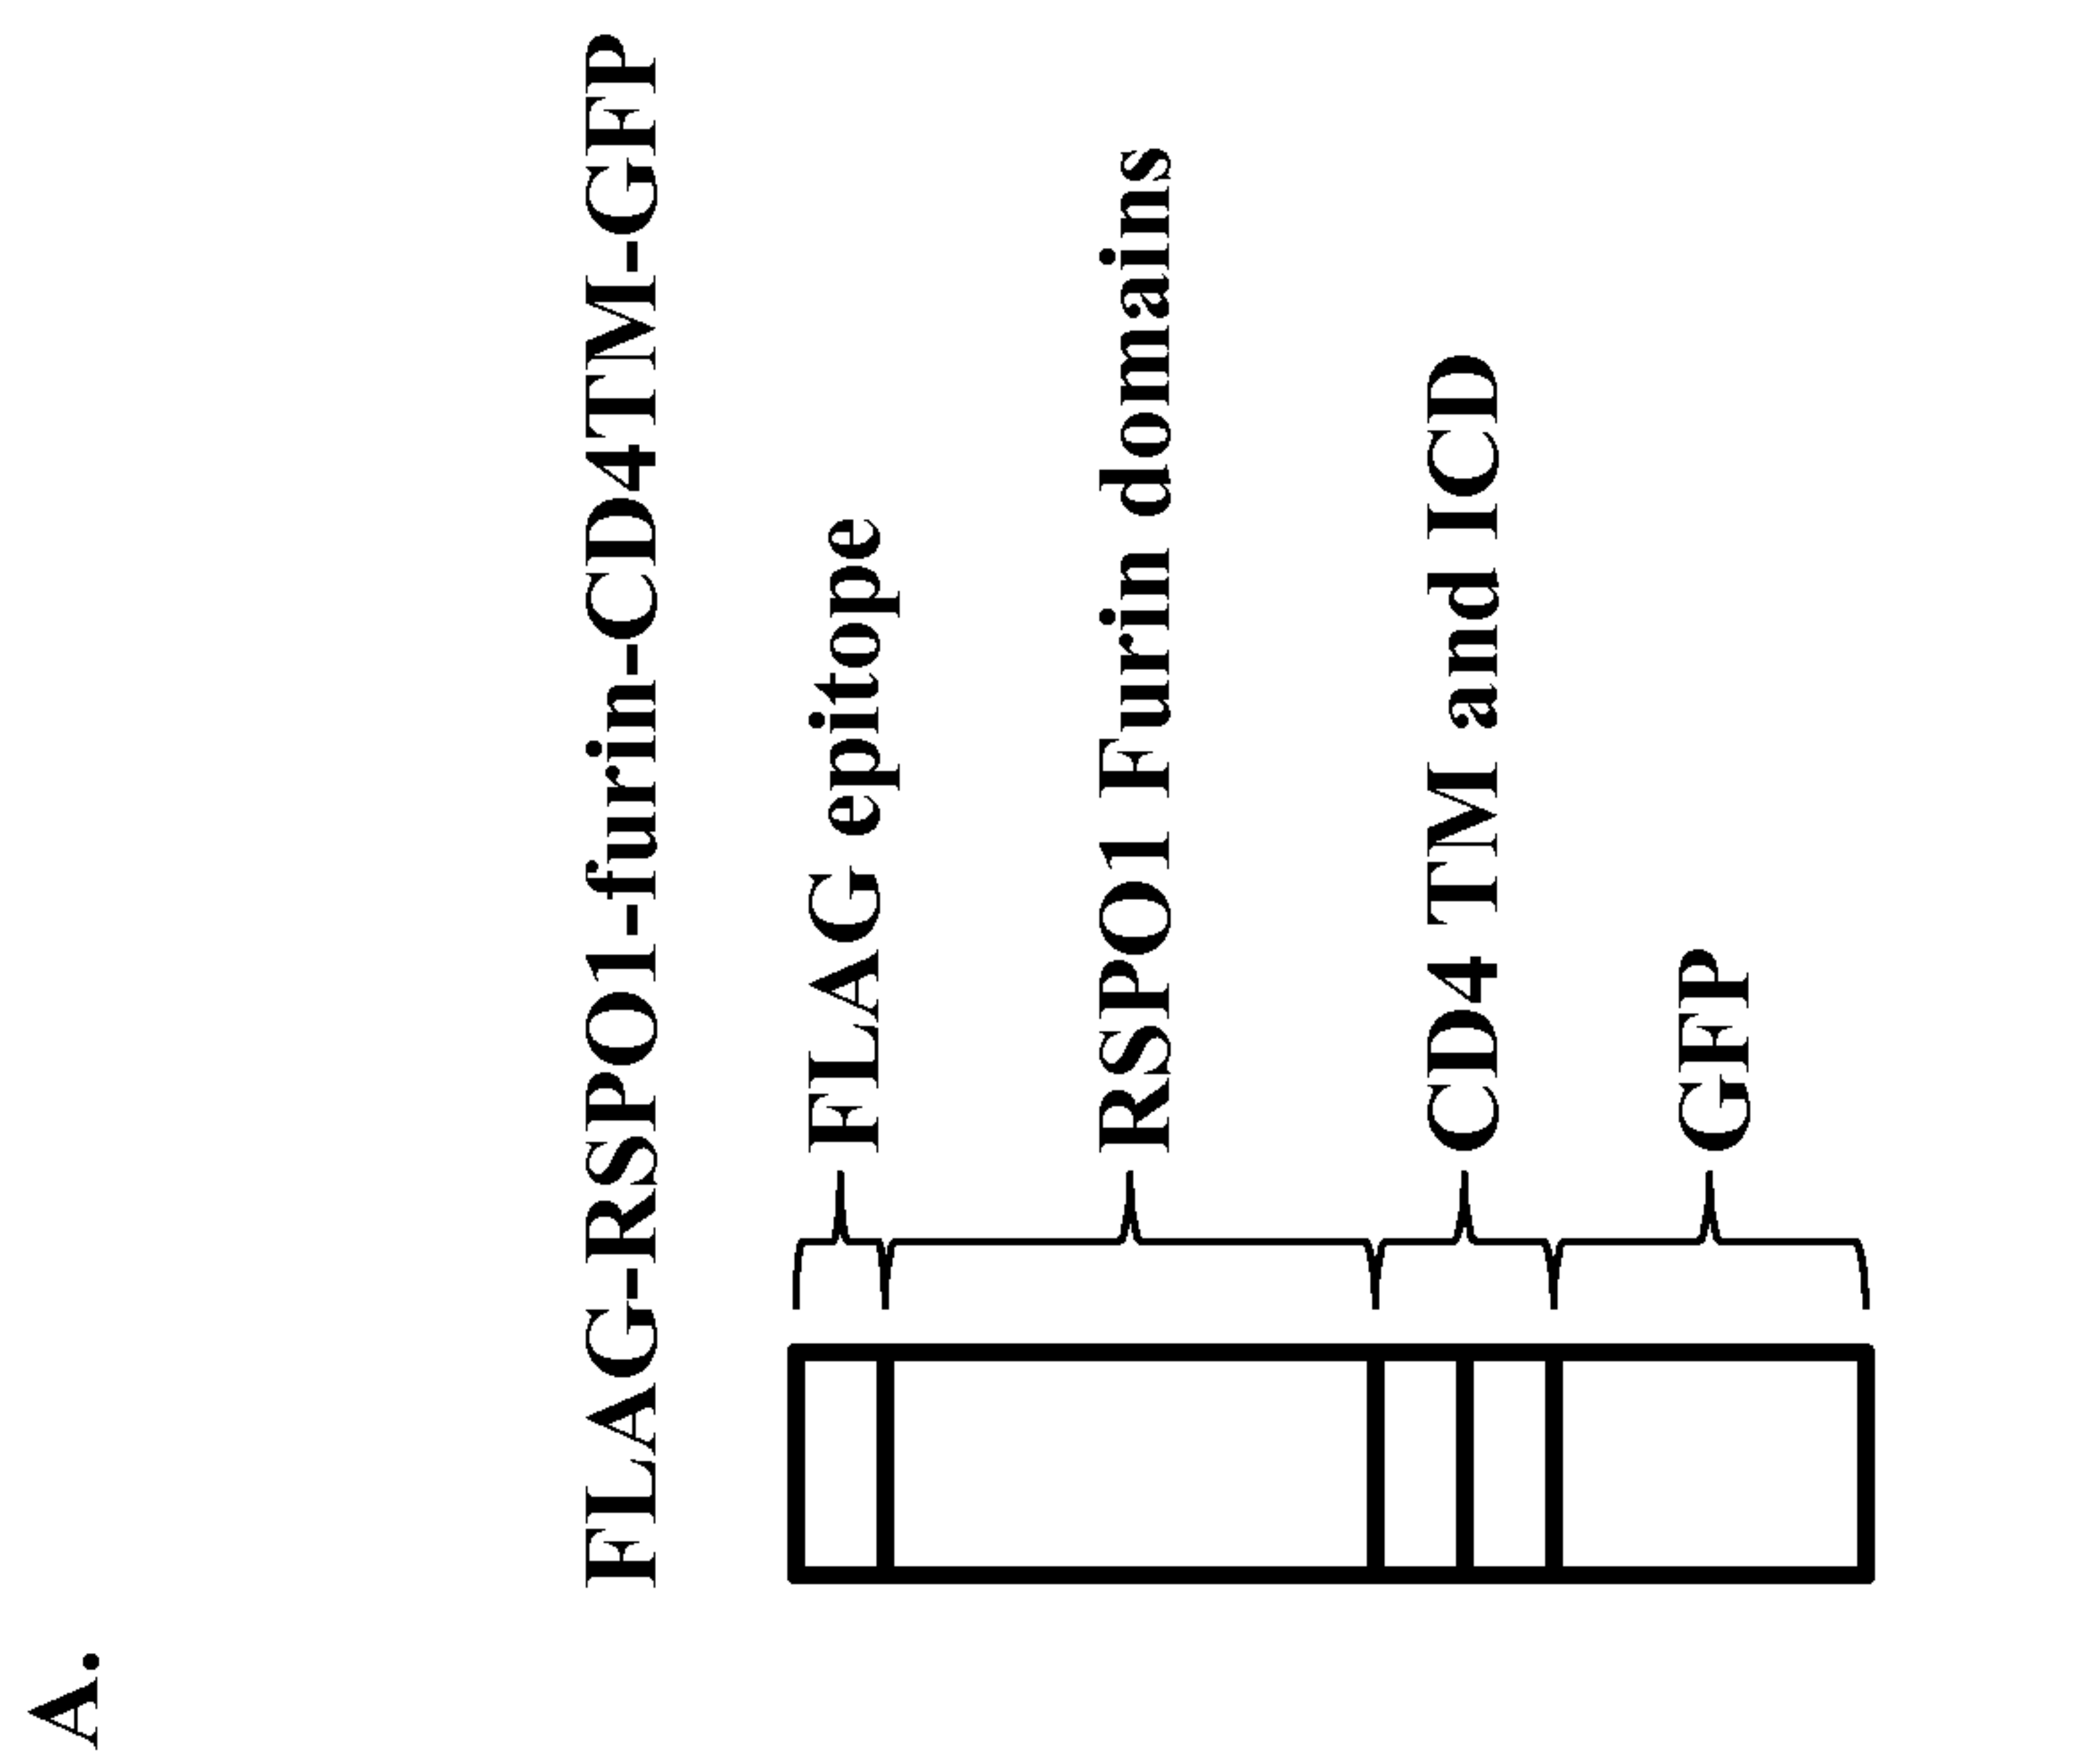 A.
FLAG-RSPO1-furin-CD4TM-GFP
FLAG epitope
RSPO1 Furin domains
CD4 TM and ICD
GFP